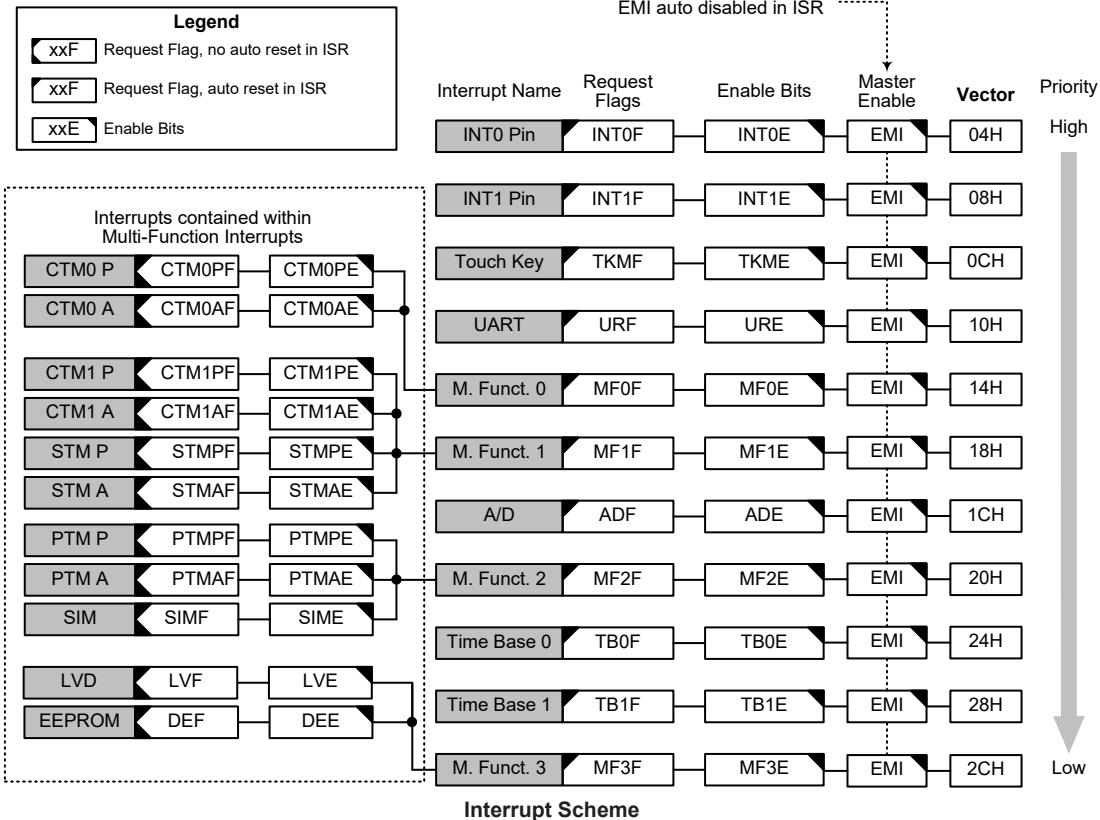 EMI auto disabled in ISR
Legend
xxF Request Flag, no auto reset in ISR
xxF Request Flag, auto reset in ISR
xxE Enable Bits
Interrupt Name Request Flags Enable Bits Master Enable Vector Priority
INT0 Pin INT0F INT0E EMI 04H High
INT1 Pin INT1F INT1E EMI 08H
Touch Key TKMF TKME EMI 0CH
UART URF URE EMI 10H
M. Funct. 0 MF0F MF0E EMI 14H
M. Funct. 1 MF1F MF1E EMI 18H
A/D ADF ADE EMI 1CH
M. Funct. 2 MF2F MF2E EMI 20H
Time Base 0 TB0F TB0E EMI 24H
Time Base 1 TB1F TB1E EMI 28H
M. Funct. 3 MF3F MF3E EMI 2CH Low
Interrupts contained within
Multi-Function Interrupts
CTM0 P CTM0PF CTM0PE
CTM0 A CTM0AF CTM0AE
CTM1 P CTM1PF CTM1PE
CTM1 A CTM1AF CTM1AE
STM P STMPF STMPE
STM A STMAF STMAE
PTM P PTMPF PTMPE
PTM A PTMAF PTMAE
SIM SIMF SIME
LVD LVF LVE
EEPROM DEF DEE
Interrupt Scheme